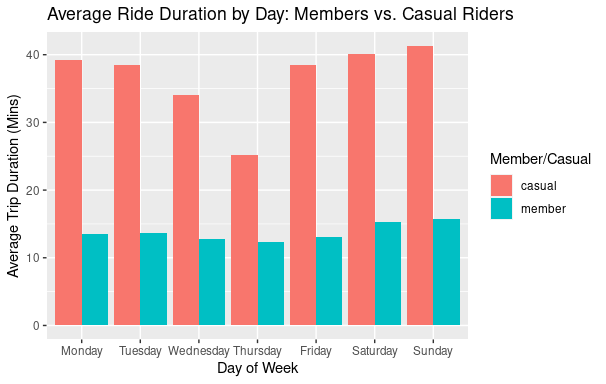 Average Ride Duration by Day: Members vs. Casual Riders
Average Trip Duration (Mins)
40
30
20
10
0
Monday Tuesday Wednesday Thursday Friday Saturday Sunday
Day of Week
Member/Casual
casual
member